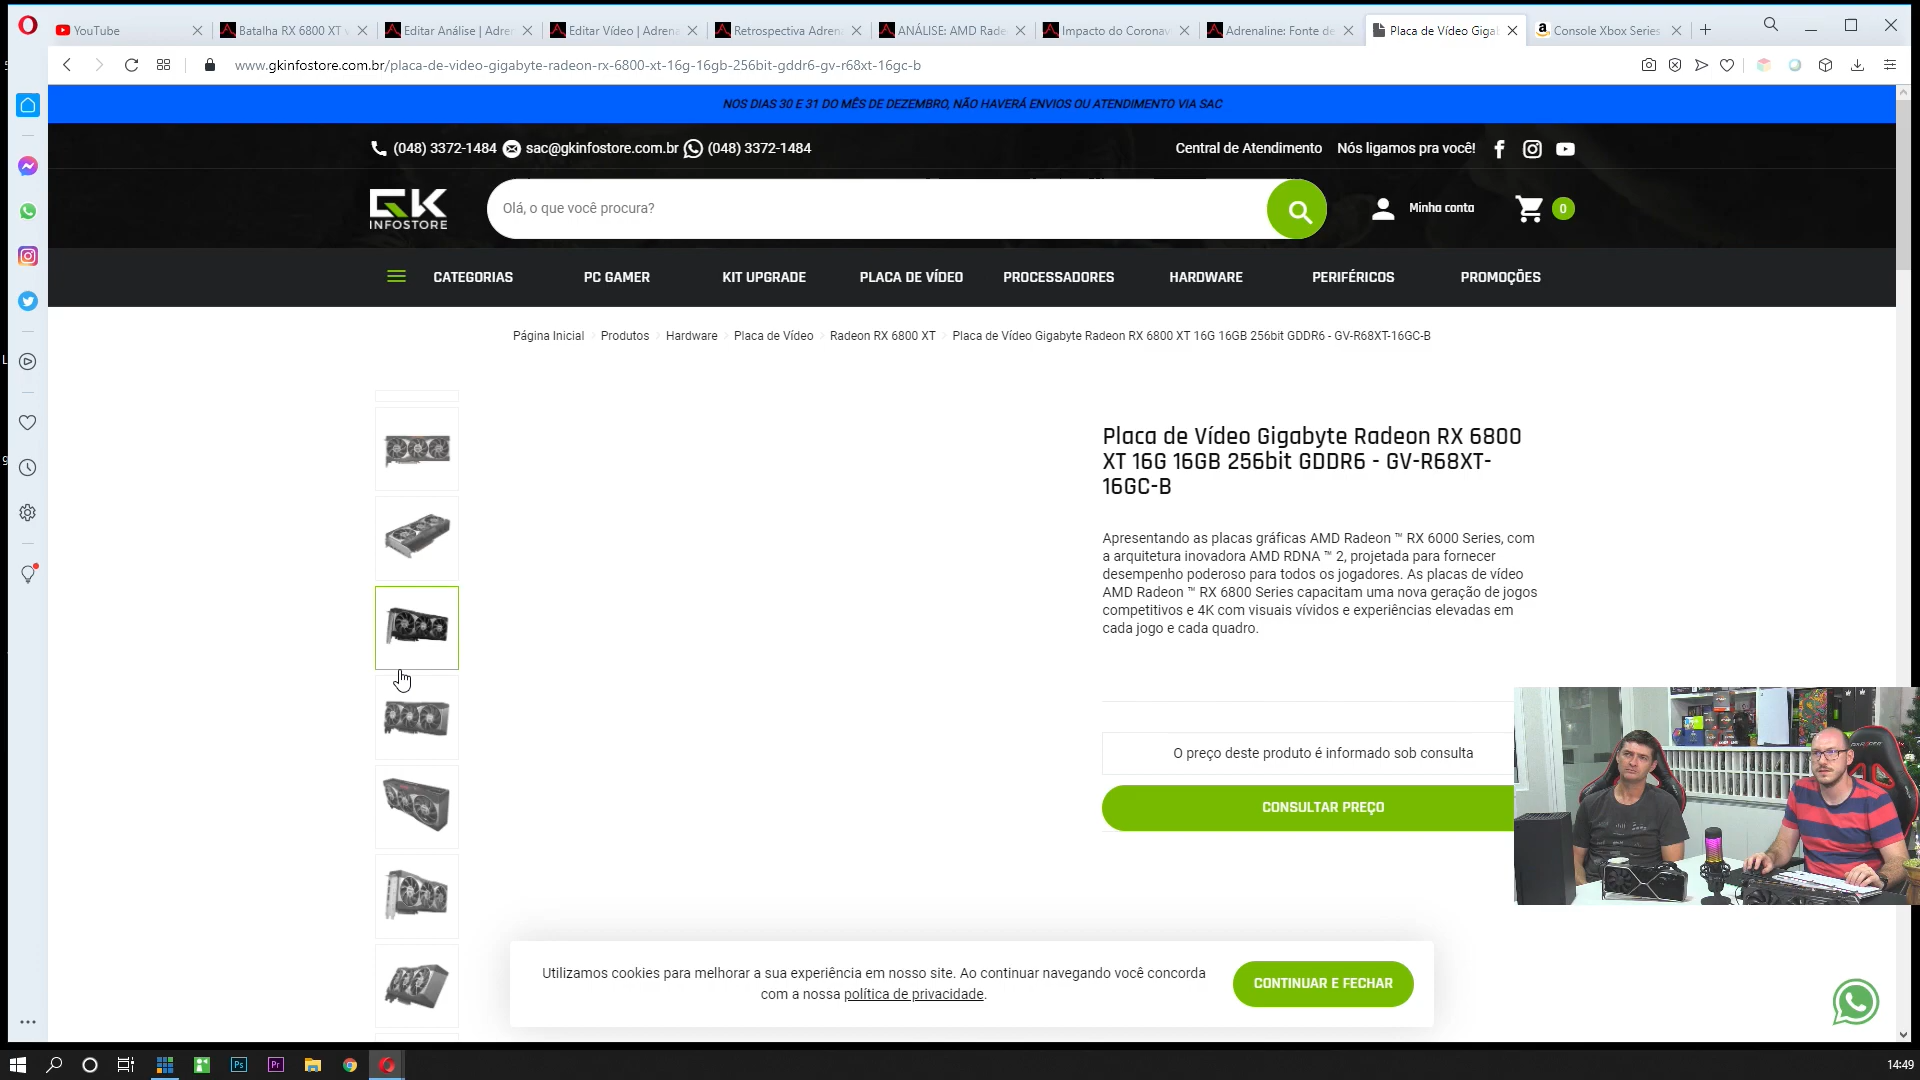 YouTube
Batalha RX 6800 XT v
Editar Análise | Adrer
Editar Vídeo | Adrena
Retrospectiva Adrena
ANÁLISE: AMD Rade
Impacto do Coronav
Adrenaline: Fonte de
Placa de Vídeo Gigab
Console Xbox Series
www.gkinfostore.com.br/placa-de-video-gigabyte-radeon-rx-6800-xt-16g-16gb-256bit-gddr6-gv-r68xt-16gc-b
NOS DIAS 30 E 31 DO MÊS DE DEZEMBRO, NÃO HAVERÁ ENVIOS OU ATENDIMENTO VIA SAC
(048) 3372-1484 sac@gkinfostore.com.br (048) 3372-1484
Central de Atendimento Nós ligamos pra você!
GK
INFOSTORE
Olá, o que você procura?
Minha conta
0
CATEGORIAS PC GAMER KIT UPGRADE PLACA DE VÍDEO PROCESSADORES HARDWARE PERIFÉRICOS PROMOÇÕES
Página Inicial Produtos Hardware Placa de Vídeo Radeon RX 6800 XT Placa de Vídeo Gigabyte Radeon RX 6800 XT 16G 16GB 256bit GDDR6 - GV-R68XT-16GC-B
Placa de Vídeo Gigabyte Radeon RX 6800
XT 16G 16GB 256bit GDDR6 - GV-R68XT-
16GC-B
Apresentando as placas gráficas AMD Radeon ™ RX 6000 Series, com
a arquitetura inovadora AMD RDNA ™ 2, projetada para fornecer
desempenho poderoso para todos os jogadores. As placas de vídeo
AMD Radeon ™ RX 6800 Series capacitam uma nova geração de jogos
competitivos e 4K com visuais vívidos e experiências elevadas em
cada jogo e cada quadro.
O preço deste produto é informado sob consulta
CONSULTAR PREÇO
Utilizamos cookies para melhorar a sua experiência em nosso site. Ao continuar navegando você concorda
com a nossa política de privacidade.
CONTINUAR E FECHAR
Ps
Pr
14:49